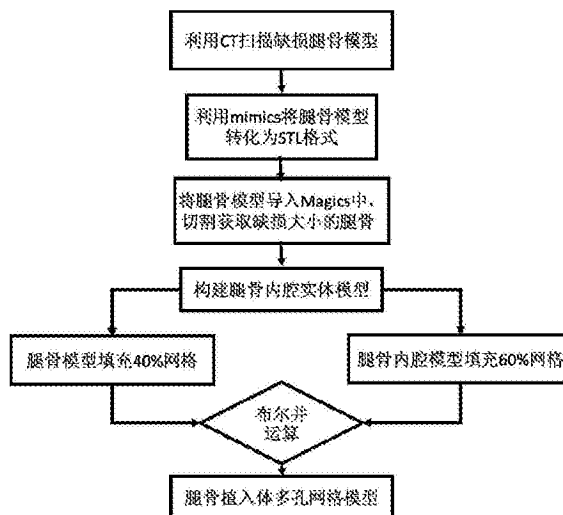 利用CT扫描缺损腿骨模型
利用mimics将腿骨模型
转化为STL格式
将腿骨模型导入Magics中、
切割获取缺损大小的腿骨
构建腿骨内腔实体模型
腿骨模型填充40%网格
腿骨内腔模型填充60%网格
布尔并
运算
腿骨植入体多孔网格模型